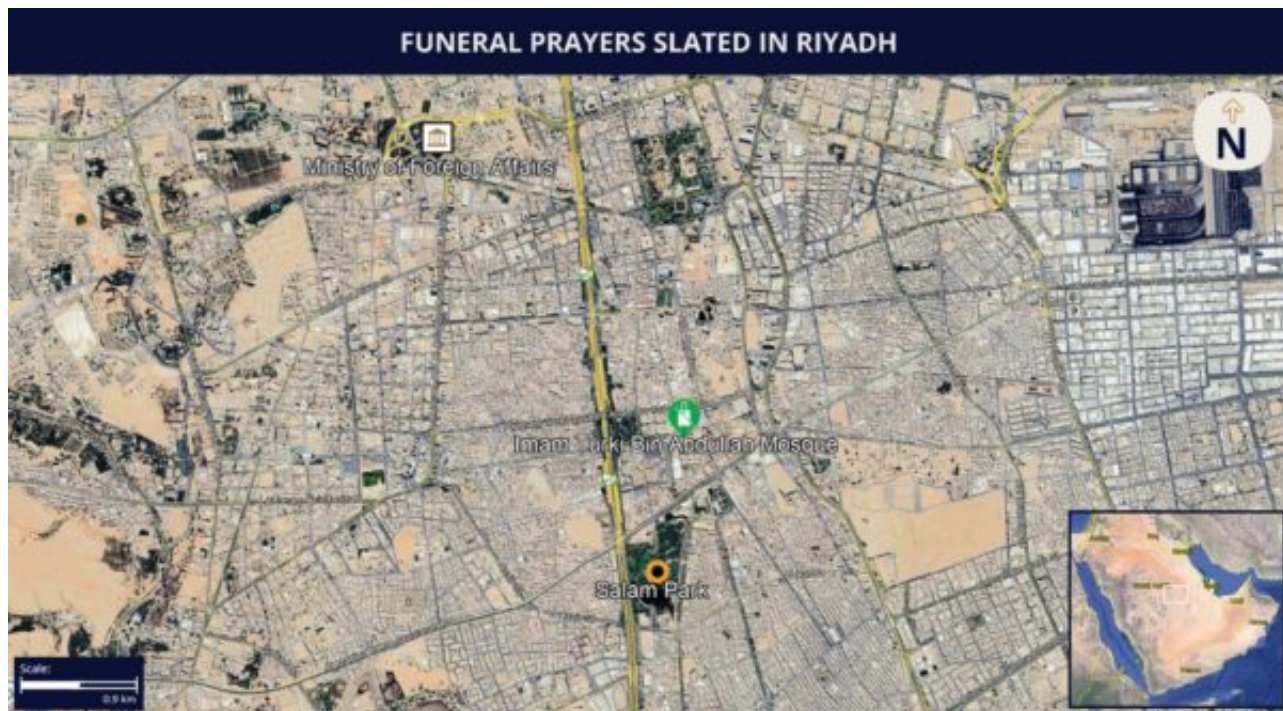 FUNERAL PRAYERS SLATED IN RIYADH
N
Ministry of Foreign Affairs
Imam Turki Bin Abdullah Mosque
Salam Park
Scale:
0.9 km